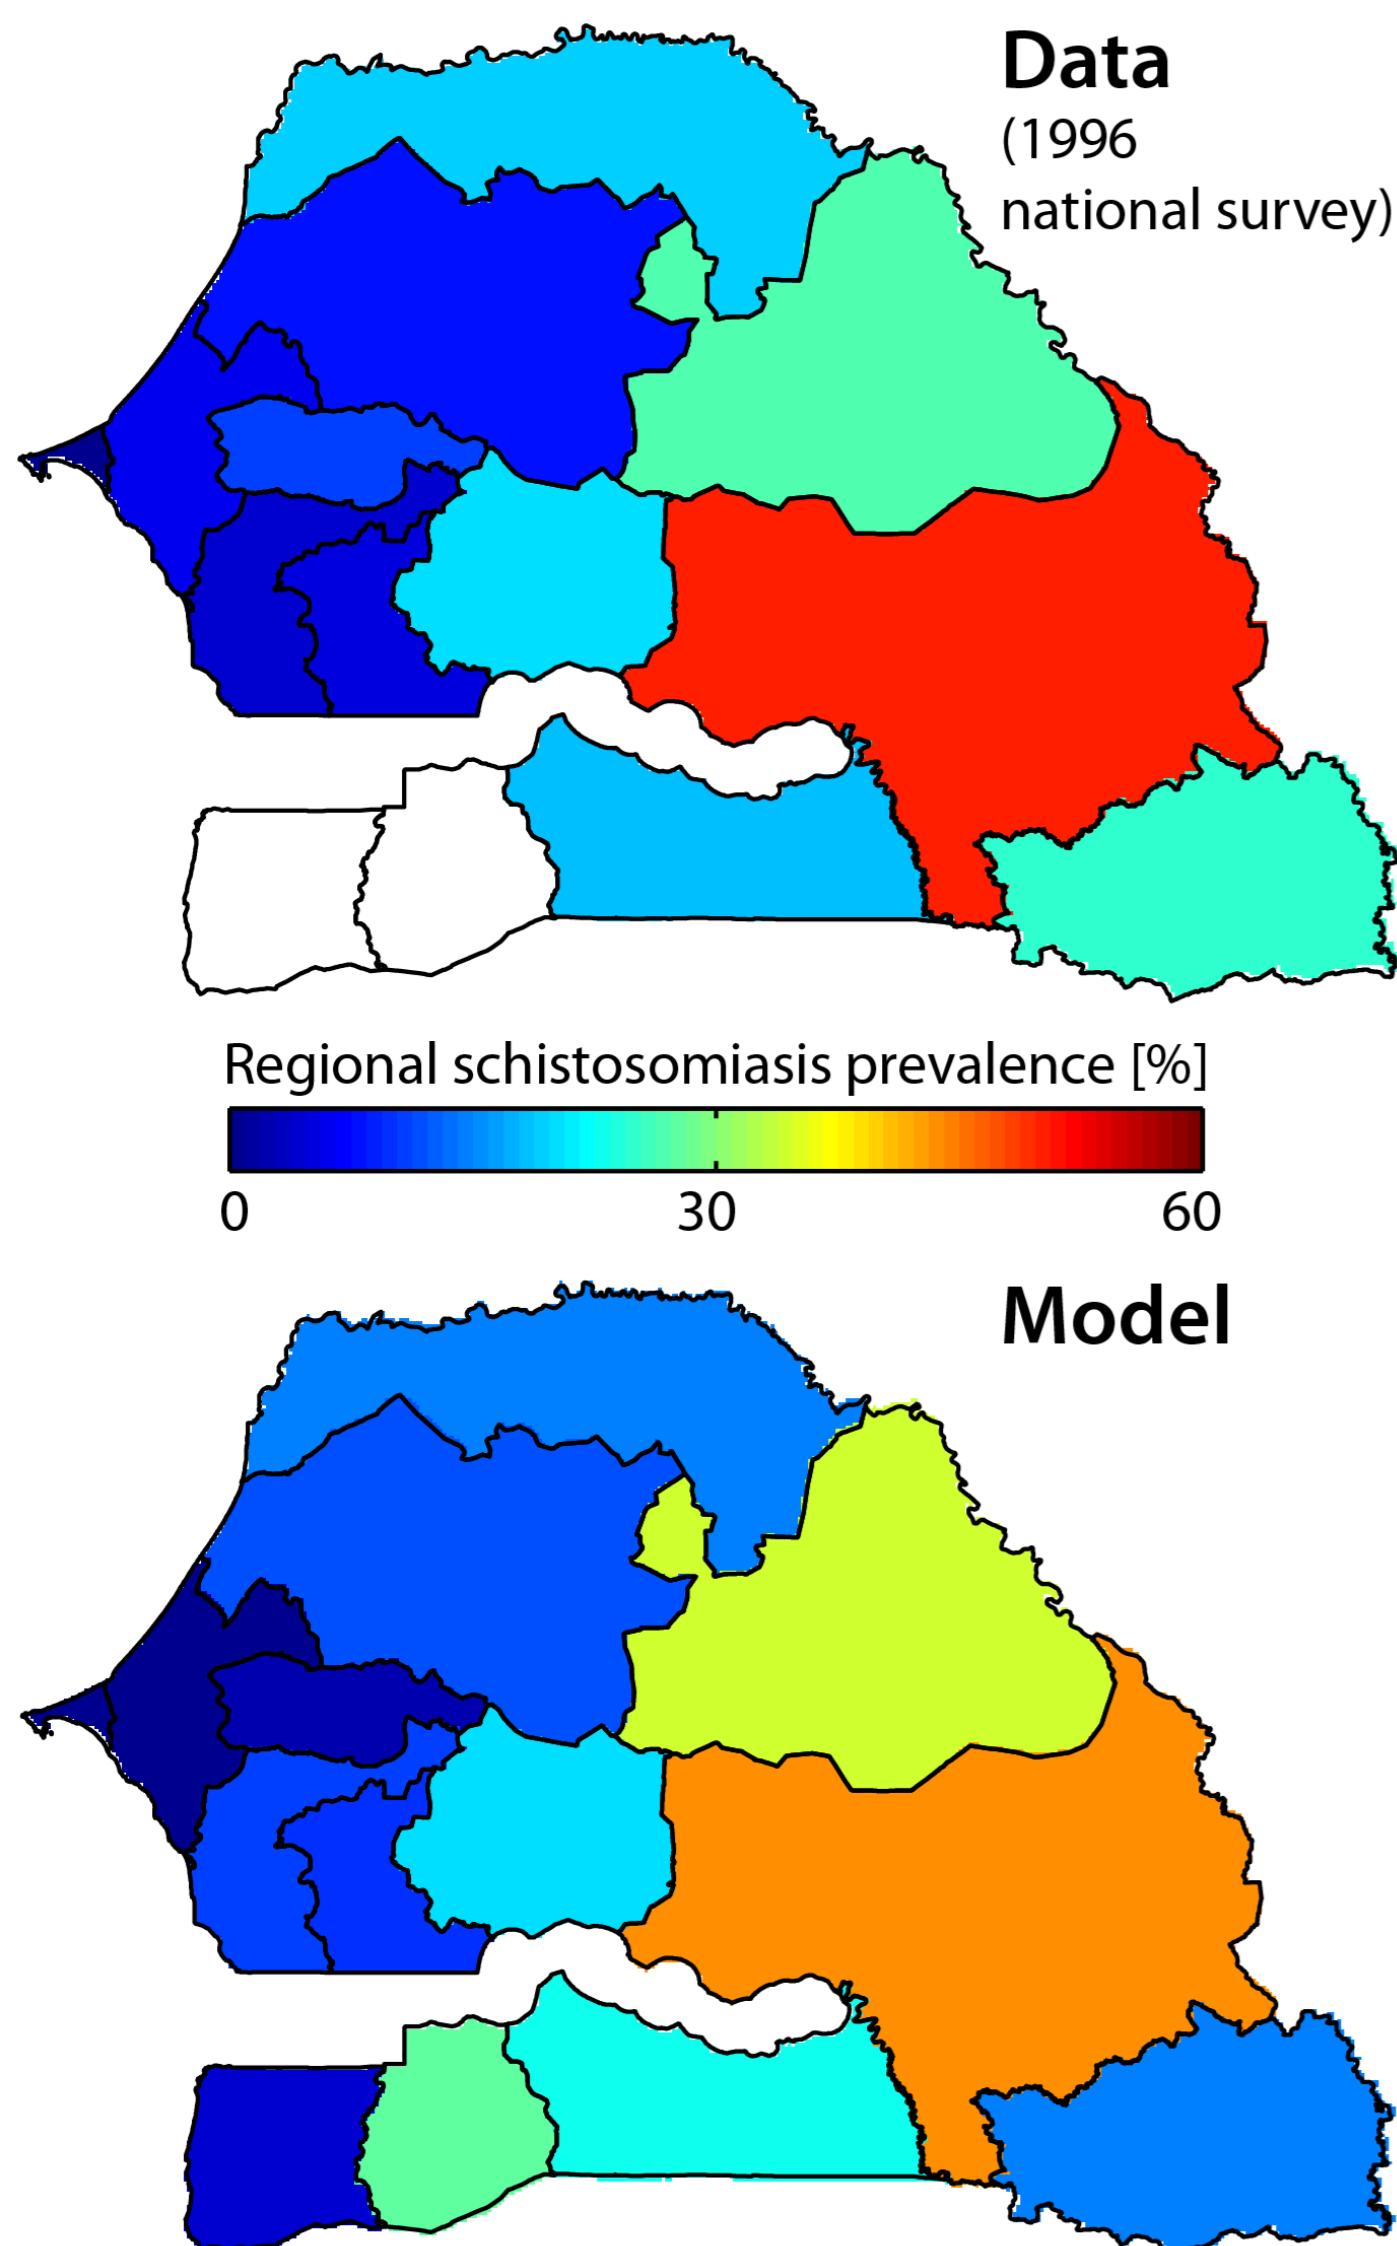 Data
(1996
national survey)
Regional schistosomiasis prevalence [%]
0 30 60
Model